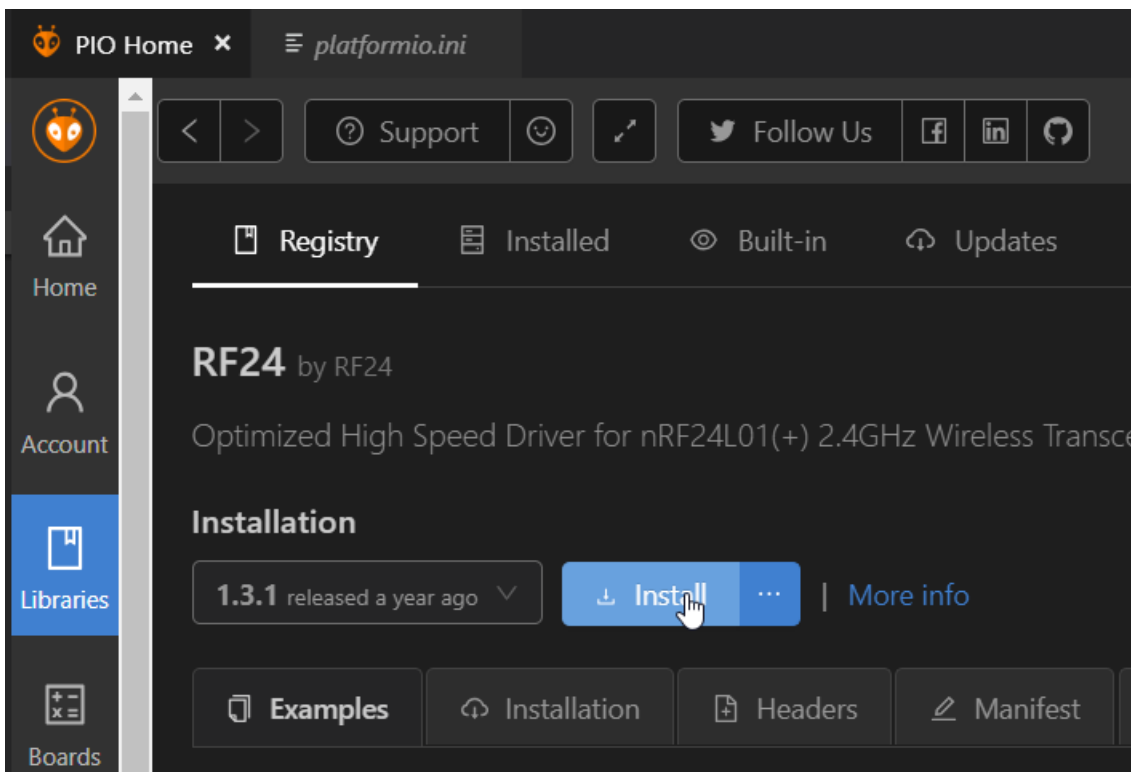 PIO Home
platformio.ini
Support
Follow Us
Home
Registry
Installed
Built-in
Updates
RF24 by RF24
Account
Optimized High Speed Driver for nRF24L01(+) 2.4GHz Wireless Transce
Installation
Libraries
1.3.1 released a year ago
Install
More info
Boards
Examples
Installation
Headers
Manifest